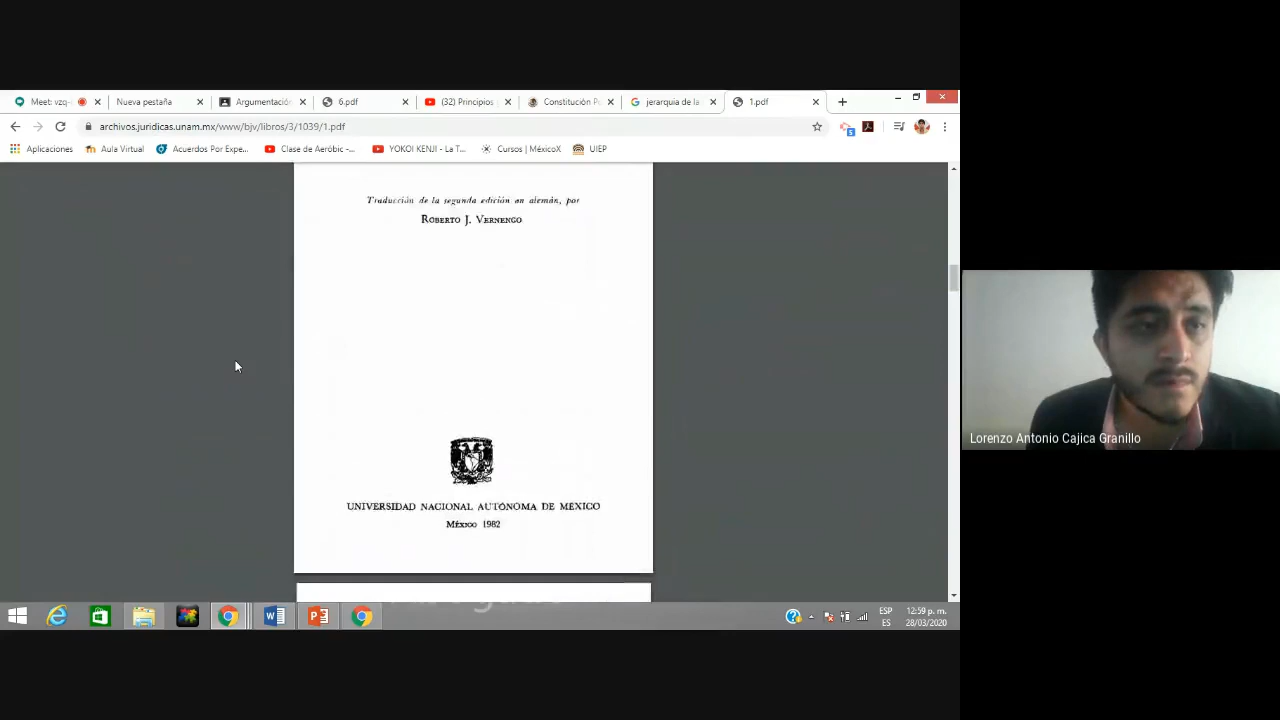 Meet: vzq-
Nueva pestaña
Argumentación
6.pdf
(32) Principios
Constitución Po
jerarquia de la
1.pdf
archivos.juridicas.unam.mx/www/bjv/libros/3/1039/1.pdf
Aplicaciones
Aula Virtual
Acuerdos Por Expe...
Clase de Aeróbic -...
YOKOI KENJI - La T...
Cursos | MéxicoX
UIEP
Traducción de la segunda edición en alemán, por
ROBERTO J. VERNENGO
UNIVERSIDAD NACIONAL AUTÓNOMA DE MÉXICO
MÉXICO 1982
Lorenzo Antonio Cajica Granillo
ESP
12:59 p. m.
ES
28/03/2020